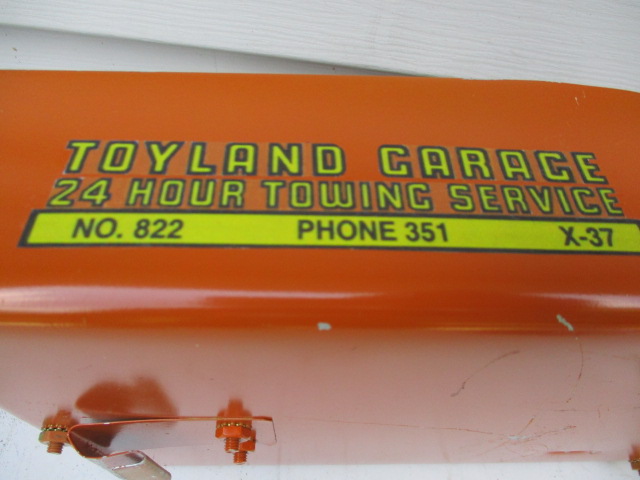 TOYLAND GARAGE
24 HOUR TOWING SERVICE
NO. 822 PHONE 351 X-37